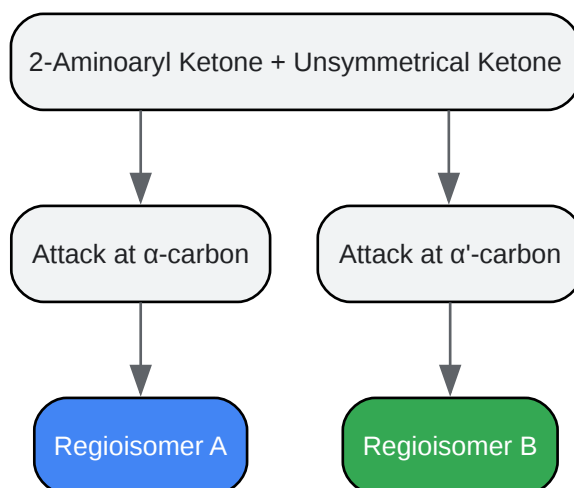 2-Aminoaryl Ketone + Unsymmetrical Ketone
Attack at α-carbon
Attack at α'-carbon
Regioisomer A
Regioisomer B